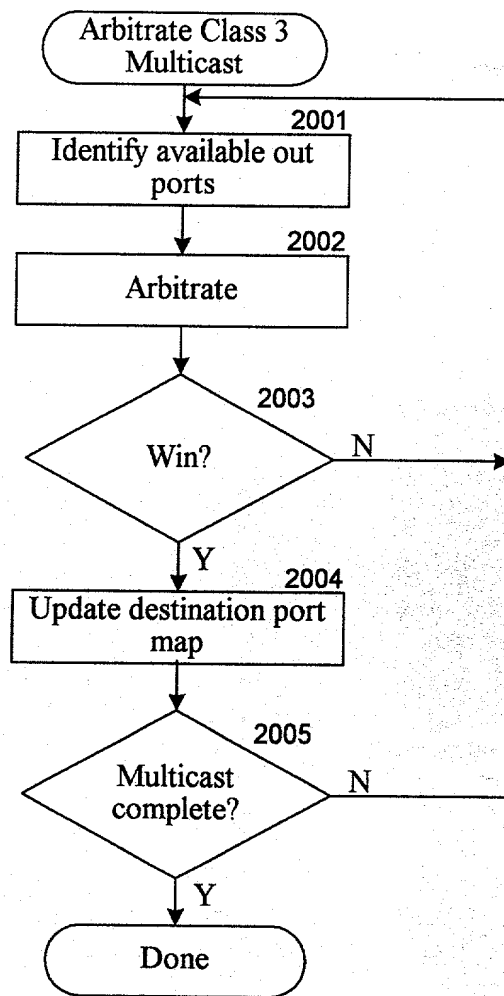 Arbitrate Class 3
Multicast
2001
Identify available out
ports
2002
Arbitrate
2003
Win?
N
Y
2004
Update destination port
map
2005
Multicast
complete?
N
Y
Done